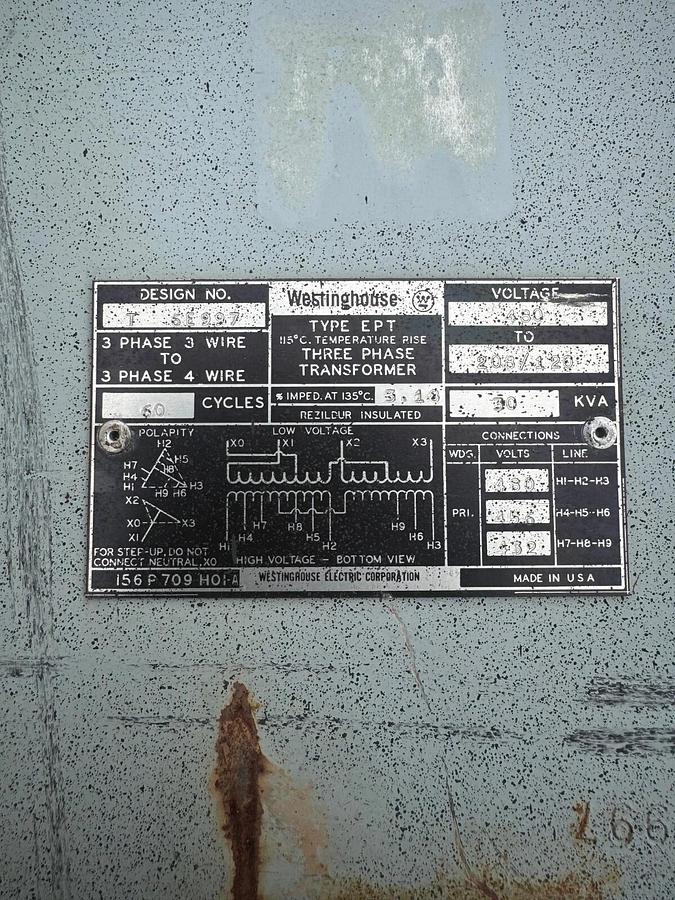 DESIGN NO.
3 PHASE 3 WIRE
TO
3 PHASE 4 WIRE
60 CYCLES
Westinghouse W
TYPE EPT
115°C. TEMPERATURE RISE
THREE PHASE
TRANSFORMER
% IMPED. AT 135°C.
REZILDUR INSULATED
VOLTAGE
480
TO
208/120
30 KVA
POLARITY
H2
H7 H5
H4 H8
H1 H9 H6 H3
X2
X0 X3
X1
FOR STEP-UP, DO NOT
CONNECT NEUTRAL, X0
LOW VOLTAGE
X0 X1 X2 X3
H7 H8 H5 H9
H4 H6
H1 H2 H3
HIGH VOLTAGE — BOTTOM VIEW
CONNECTIONS
WDG. VOLTS LINE
480 H1-H2-H3
PRI. H4-H5-H6
H7-H8-H9
156P709H01-A WESTINGHOUSE ELECTRIC CORPORATION MADE IN USA
166